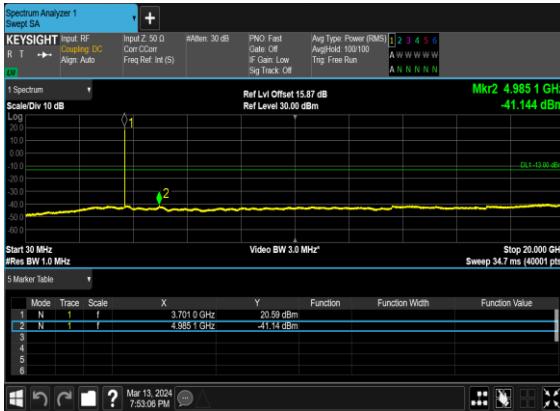 Spectrum Analyzer 1
Swept SA
+
KEYSIGHT Input: RF Input Z: 50 Ω #Atten: 30 dB PNO: Fast Avg Type: Power (RMS) 1 2 3 4 5 6
R T Coupling: DC Corr CCorr Gate: Off Avg|Hold: 100/100 A W W W W W
Align: Auto Freq Ref: Int (S) IF Gain: Low Trig: Free Run
Sig Track: Off A N N N N N
1 Spectrum Ref Lvl Offset 15.87 dB Mkr2 4.985 1 GHz
Scale/Div 10 dB Ref Level 30.00 dBm -41.144 dBm
Log
20.0
10.0
0.00
-10.0
-20.0
-30.0
-40.0
-50.0
-60.0
1
2
DL1 -13.00 dBm
Start 30 MHz Video BW 3.0 MHz* Stop 20.000 GHz
#Res BW 1.0 MHz Sweep 34.7 ms (40001 pts)
5 Marker Table
Mode Trace Scale X Y Function Function Width Function Value
1 N 1 f 3.701 0 GHz 20.59 dBm
2 N 1 f 4.985 1 GHz -41.14 dBm
3
4
5
6
? Mar 13, 2024
7:53:06 PM